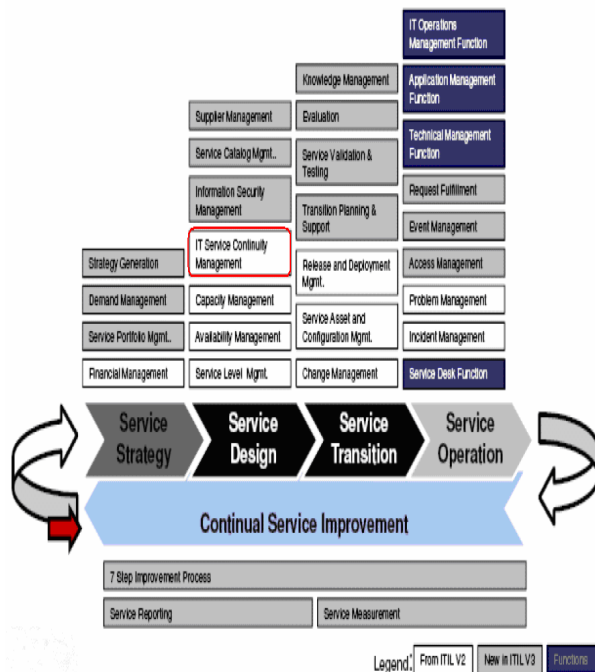 IT Operations
Management Function
Knowledge Management
Application Management
Function
Supplier Management
Evaluation
Technical Management
Function
Service Catalog Mgmt..
Service Validation &
Testing
Information Security
Management
Request Fulfillment
Transition Planning &
Support
Event Management
IT Service Continuity
Management
Strategy Generation
Release and Deployment
Mgmt.
Access Management
Demand Management
Capacity Management
Service Asset and
Configuration Mgmt.
Problem Management
Service Portfolio Mgmt..
Availability Management
Incident Management
Financial Management
Service Level Mgmt.
Change Management
Service Desk Function
Service
Strategy
Service
Design
Service
Transition
Service
Operation
Continual Service Improvement
7 Step Improvement Process
Service Reporting
Service Measurement
Legend:
From ITIL V2
New in ITIL V3
Functions